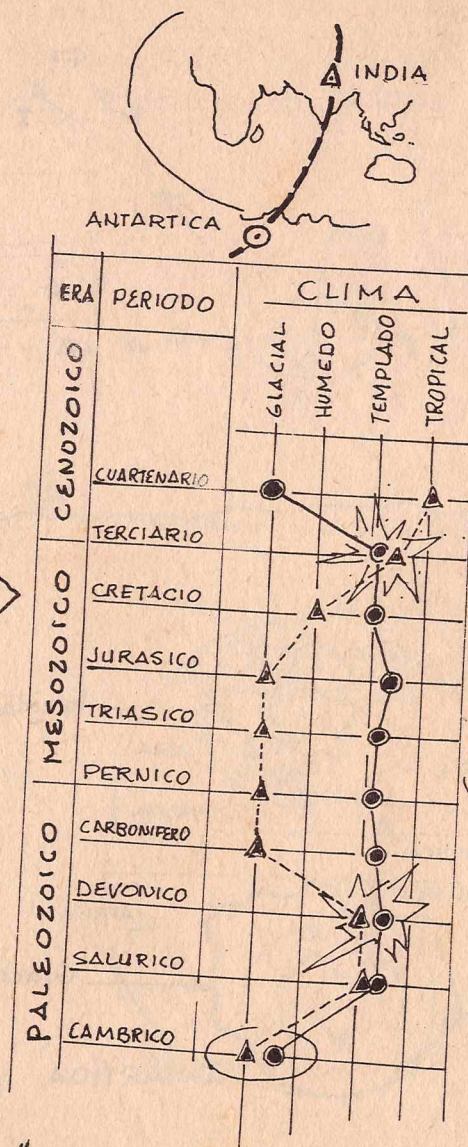 INDIA
ANTARTICA
ERA PERIODO CLIMA
GLACIAL HUMEDO TEMPLADO TROPICAL
CENOZOICO
CUARTENARIO
TERCIARIO
MESOZOICO
CRETACIO
JURASICO
TRIASICO
PERNICO
PALEOZOICO
CARBONIFERO
DEVONICO
SALURICO
CAMBRICO